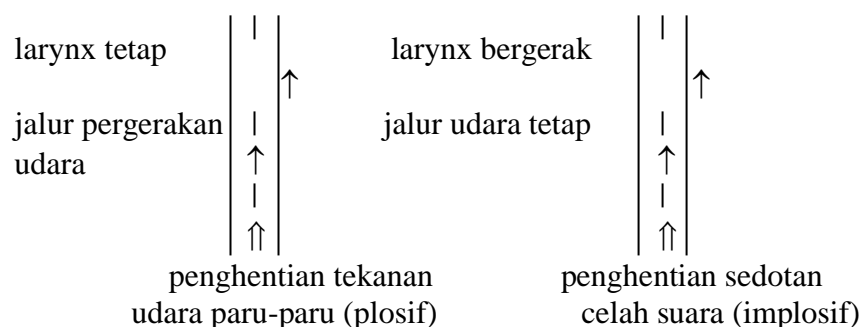 larynx tetap
jalur pergerakan
udara
penghentian tekanan
udara paru-paru (plosif)
larynx bergerak
jalur udara tetap
penghentian sedotan
celah suara (implosif)